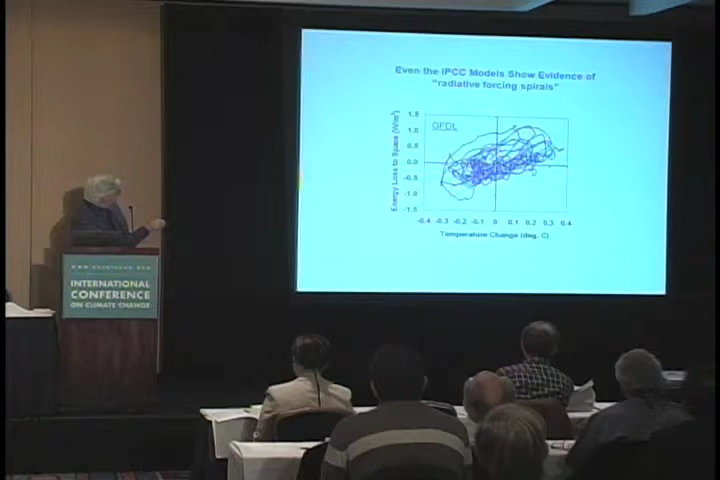 Even the IPCC Models Show Evidence of
"radiative forcing spirals"
GFDL
Energy Loss to Space (W/m²)
1.5
1.0
0.5
0.0
-0.5
-1.0
-1.5
-0.4 -0.3 -0.2 -0.1 0 0.1 0.2 0.3 0.4
Temperature Change (deg. C)
INTERNATIONAL
CONFERENCE
ON CLIMATE CHANGE